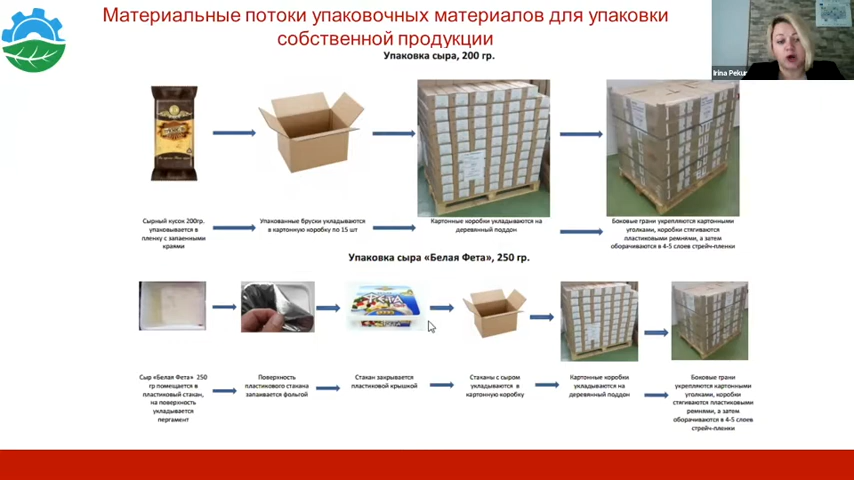 Материальные потоки упаковочных материалов для упаковки
собственной продукции
Irina Peku
Упаковка сыра, 200 гр.
Сырный кусок 200гр.
упаковывается в
пленку с запаенными
краями
Упакованные бруски укладываются
в картонную коробку по 15 шт
Картонные коробки укладываются на
деревянный поддон
Боковые грани укрепляются картонными
уголками, коробки стягиваются
пластиковыми ремнями, а затем
оборачиваются в 4-5 слоев стрейч-пленки
Упаковка сыра «Белая Фета», 250 гр.
ФЕТА
Сыр «Белая Фета» 250
гр помещается в
пластиковый стакан,
на поверхность
укладывается
пергамент
Поверхность
пластикового стакана
запаивается фольгой
Стакан закрывается
пластиковой крышкой
Стаканы с сыром
укладываются в
картонную коробку
Картонные коробки
укладываются на
деревянный поддон
Боковые грани
укрепляются картонными
уголками, коробки
стягиваются пластиковыми
ремнями, а затем
оборачиваются в 4-5 слоев
стрейч-пленки